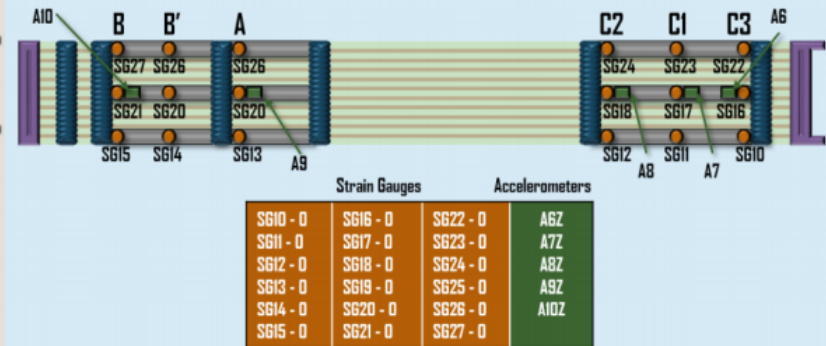 A10 B B' A C2 C1 C3 A6
SG27 SG26 SG26 SG24 SG23 SG22
SG21 SG20 SG20 SG18 SG17 SG16
SG15 SG14 SG13 A9 SG12 A8 SG11 A7 SG10
Strain Gauges Accelerometers
SG10 - 0 SG16 - 0 SG22 - 0 A6Z
SG11 - 0 SG17 - 0 SG23 - 0 A7Z
SG12 - 0 SG18 - 0 SG24 - 0 A8Z
SG13 - 0 SG19 - 0 SG25 - 0 A9Z
SG14 - 0 SG20 - 0 SG26 - 0 A10Z
SG15 - 0 SG21 - 0 SG27 - 0